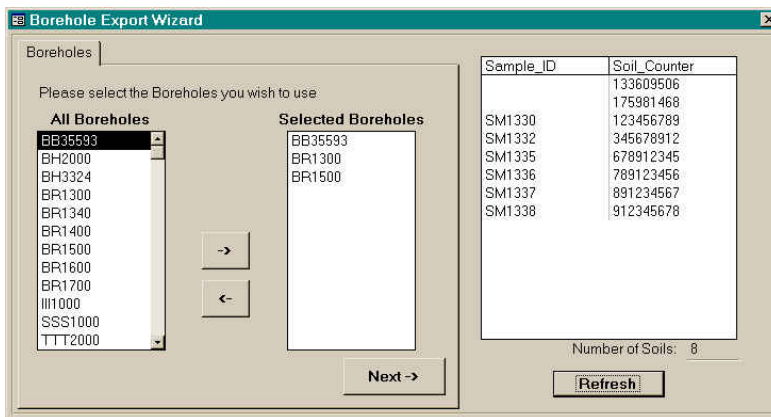 Borehole Export Wizard
Boreholes
Please select the Boreholes you wish to use
All Boreholes
BB35593
BH2000
BH3324
BR1300
BR1340
BR1400
BR1500
BR1600
BR1700
III1000
SSS1000
TTT2000
->
<-
Selected Boreholes
BB35593
BR1300
BR1500
Next ->
Sample_ID Soil_Counter
133609506
175981468
SM1330 123456789
SM1332 345678912
SM1335 678912345
SM1336 789123456
SM1337 891234567
SM1338 912345678
Number of Soils: 8
Refresh